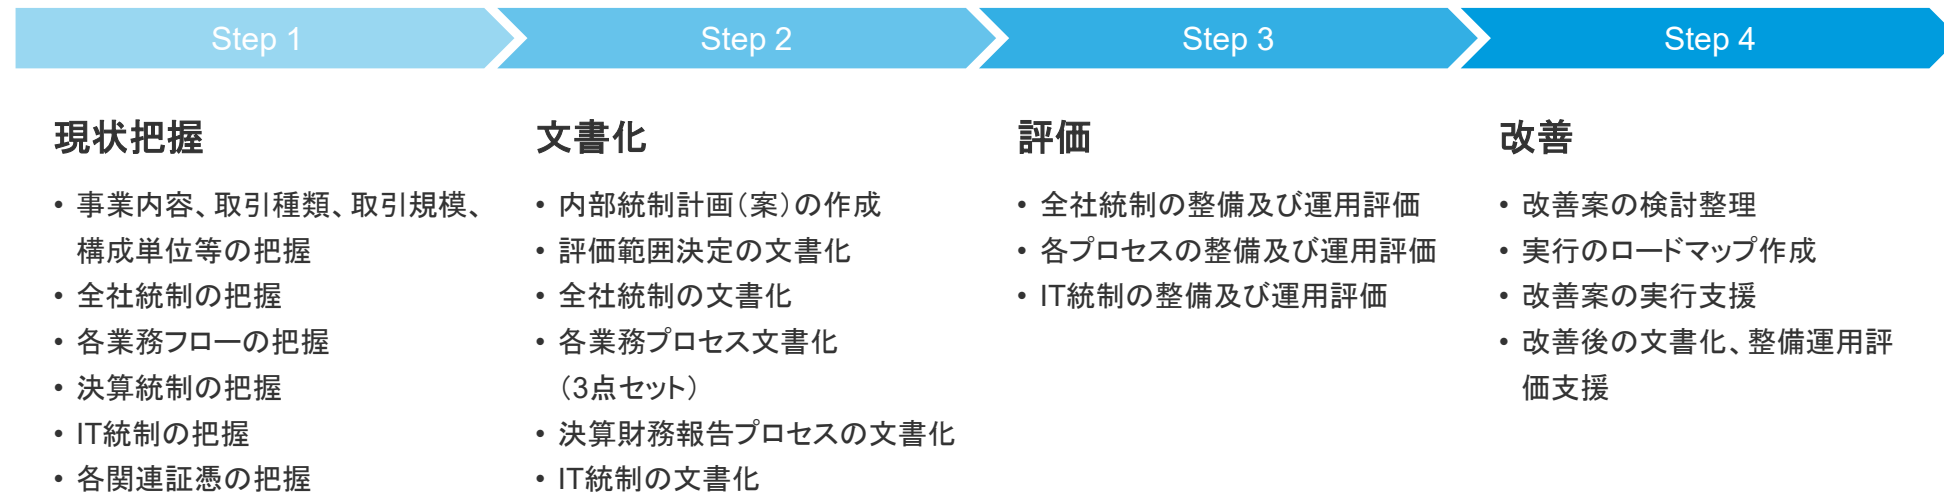 Step 1
Step 2
Step 3
Step 4
現状把握
• 事業内容、取引種類、取引規模、
構成単位等の把握
• 全社統制の把握
• 各業務フローの把握
• 決算統制の把握
• IT統制の把握
• 各関連証憑の把握
文書化
• 内部統制計画（案）の作成
• 評価範囲決定の文書化
• 全社統制の文書化
• 各業務プロセス文書化
（3点セット）
• 決算財務報告プロセスの文書化
• IT統制の文書化
評価
• 全社統制の整備及び運用評価
• 各プロセスの整備及び運用評価
• IT統制の整備及び運用評価
改善
• 改善案の検討整理
• 実行のロードマップ作成
• 改善案の実行支援
• 改善後の文書化、整備運用評
価支援